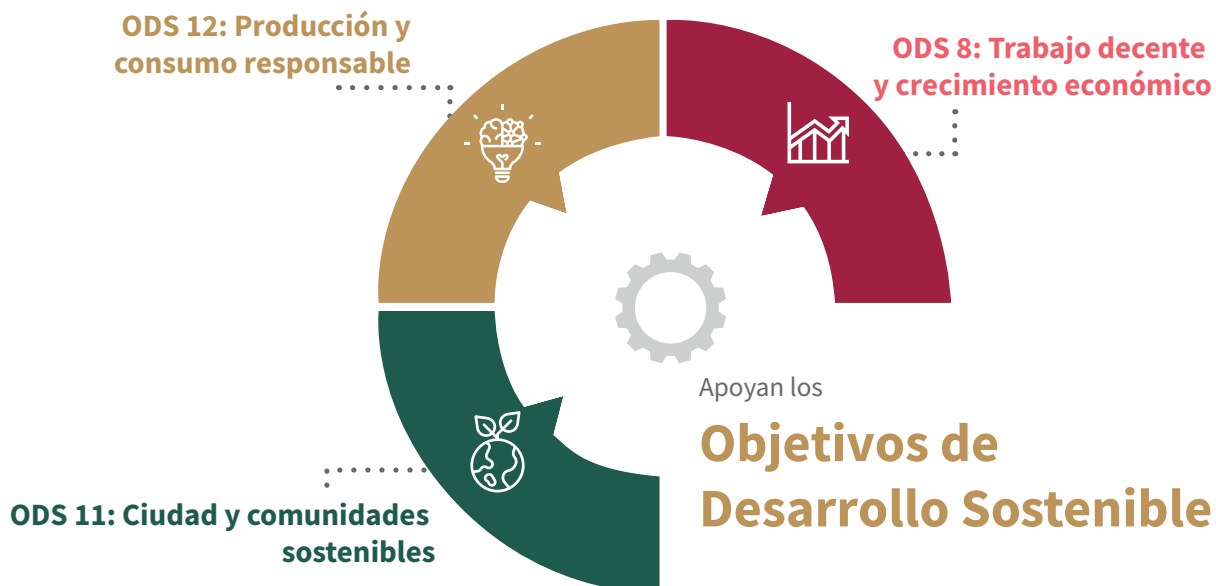 ODS 12: Producción y
consumo responsable
ODS 8: Trabajo decente
y crecimiento económico
Apoyan los
Objetivos de
Desarrollo Sostenible
ODS 11: Ciudad y comunidades
sostenibles